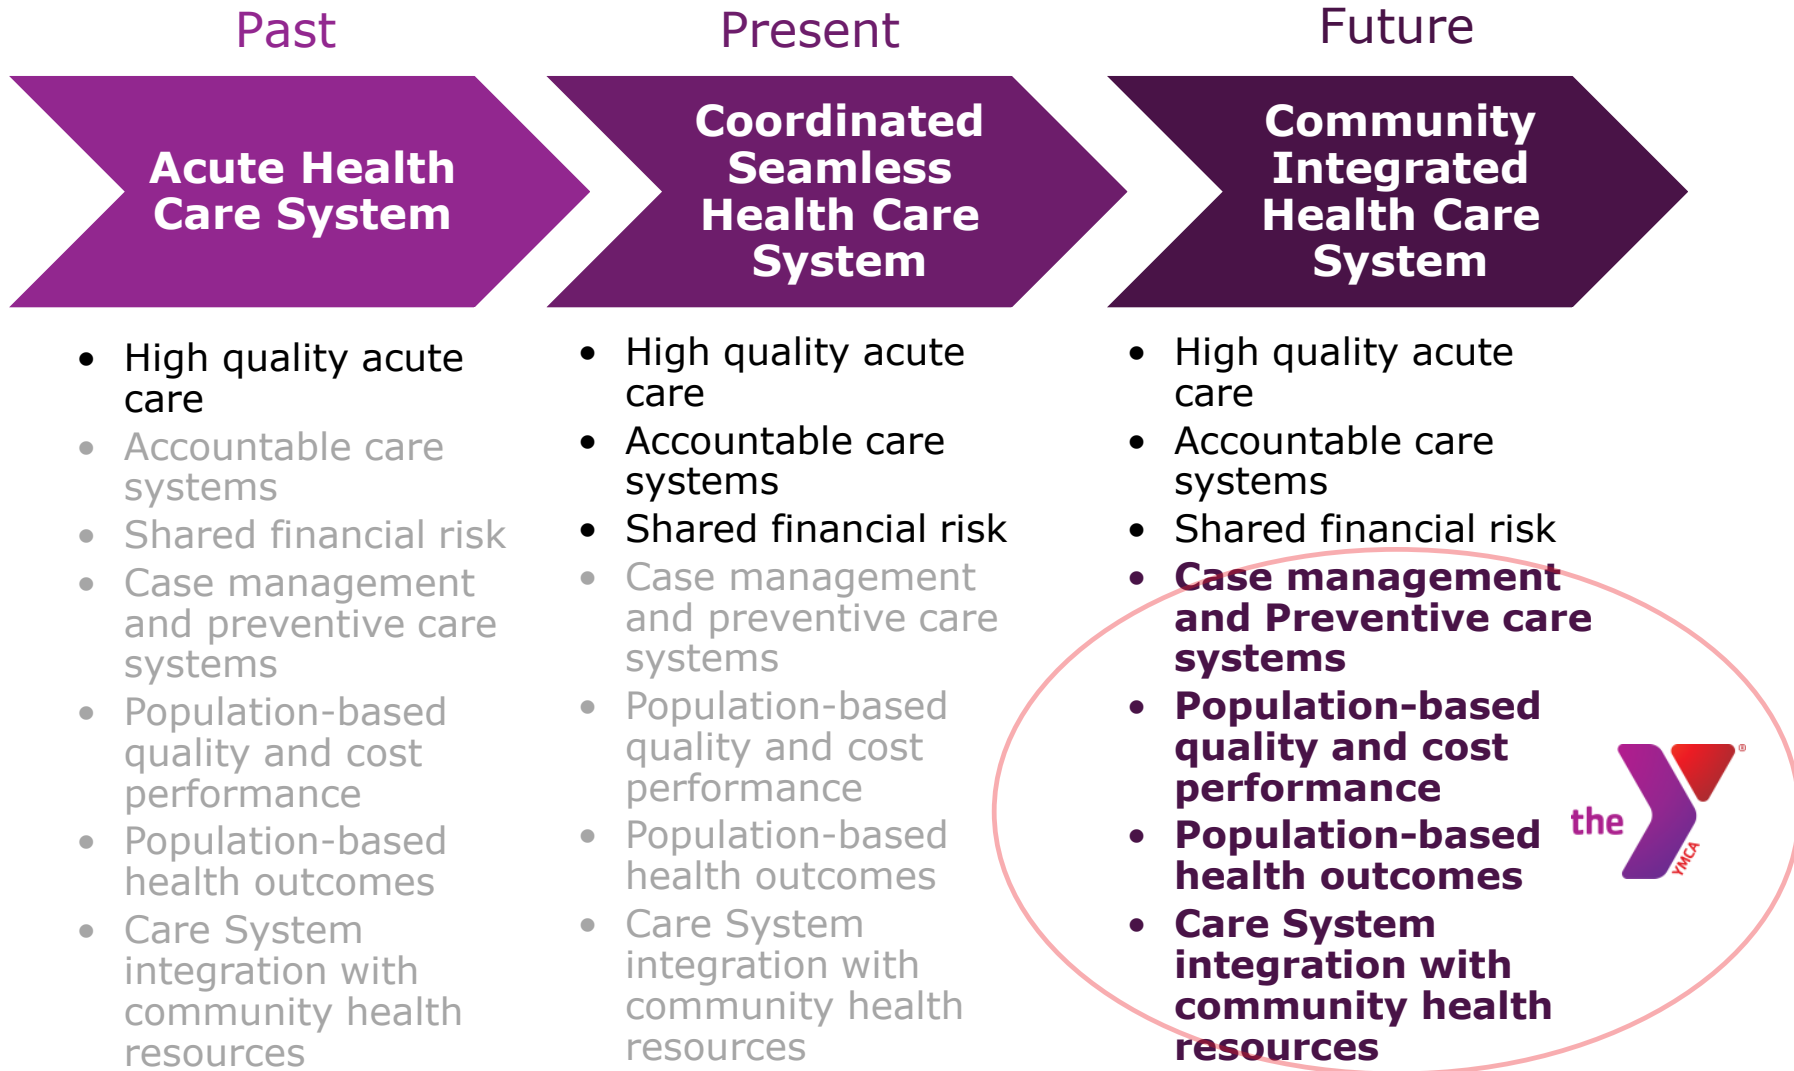 Past
Acute Health
Care System
• High quality acute
care
• Accountable care
systems
• Shared financial risk
• Case management
and preventive care
systems
• Population-based
quality and cost
performance
• Population-based
health outcomes
• Care System
integration with
community health
resources
Present
Coordinated
Seamless
Health Care
System
• High quality acute
care
• Accountable care
systems
• Shared financial risk
• Case management
and preventive care
systems
• Population-based
quality and cost
performance
• Population-based
health outcomes
• Care System
integration with
community health
resources
Future
Community
Integrated
Health Care
System
• High quality acute
care
• Accountable care
systems
• Shared financial risk
• Case management
and Preventive care
systems
• Population-based
quality and cost
performance
• Population-based
health outcomes
• Care System
integration with
community health
resources
the Y®
YMCA